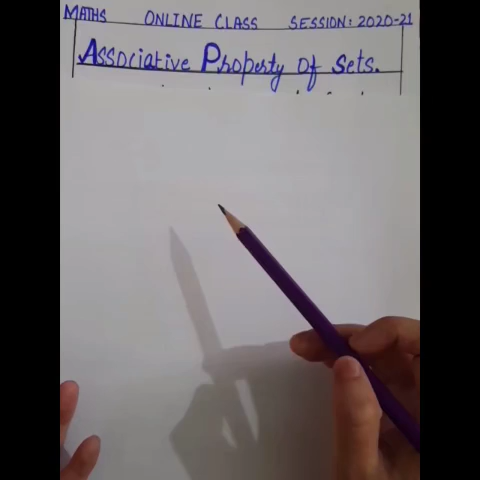 MATHS ONLINE CLASS SESSION: 2020-21
Associative Property Of Sets.